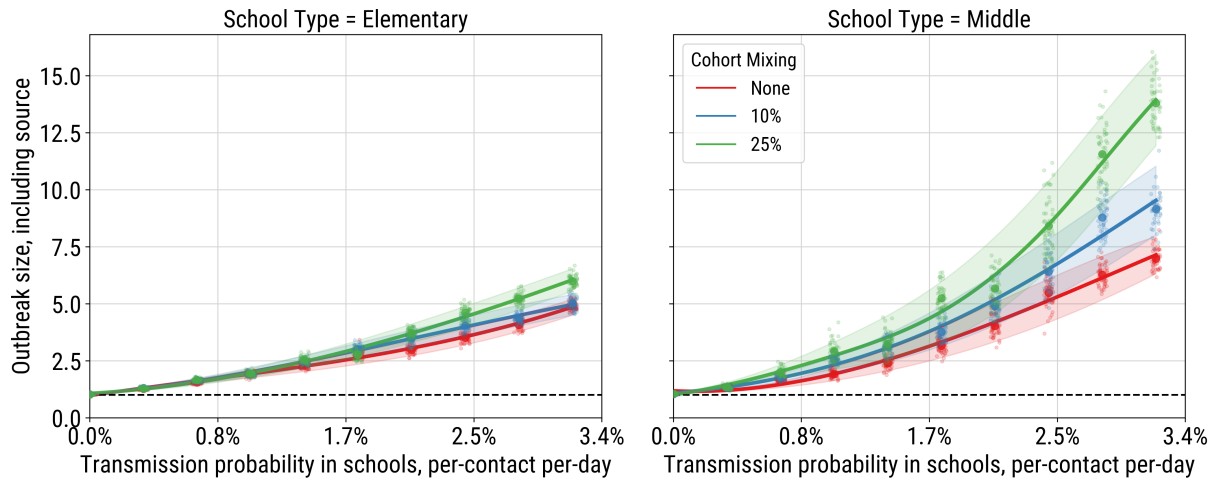 School Type = Elementary
School Type = Middle
Outbreak size, including source
15.0
12.5
10.0
7.5
5.0
2.5
0.0
0.0%
0.8%
1.7%
2.5%
3.4%
Transmission probability in schools, per-contact per-day
Cohort Mixing
None
10%
25%
0.0%
0.8%
1.7%
2.5%
3.4%
Transmission probability in schools, per-contact per-day